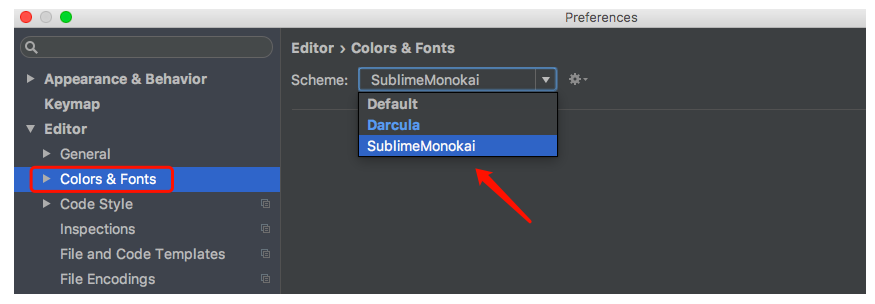 Preferences
Appearance & Behavior
Keymap
Editor
General
Colors & Fonts
Code Style
Inspections
File and Code Templates
File Encodings
Editor › Colors & Fonts
Scheme: SublimeMonokai
Default
Darcula
SublimeMonokai